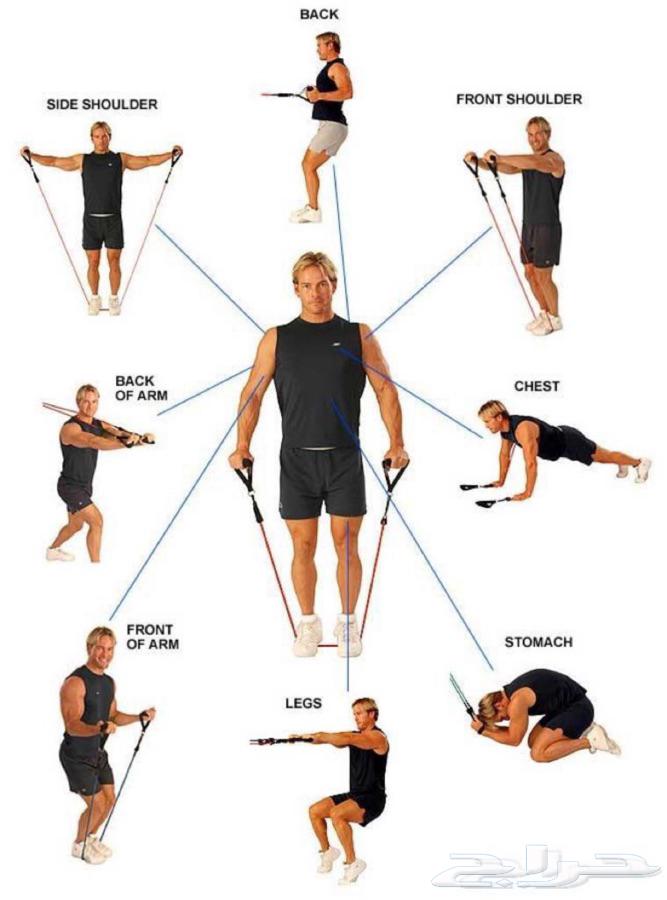 BACK
SIDE SHOULDER
FRONT SHOULDER
BACK
OF ARM
CHEST
FRONT
OF ARM
STOMACH
LEGS
حراج